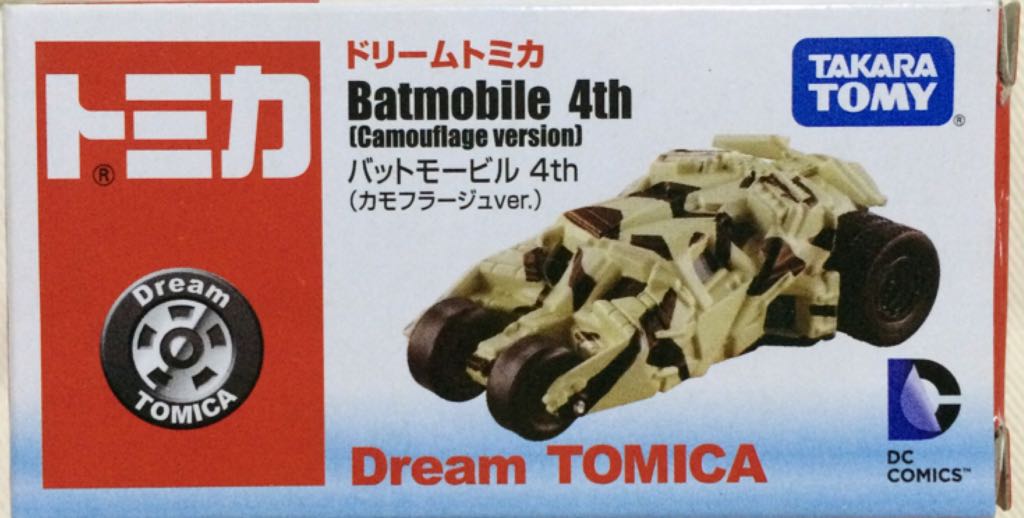 トミカ
®
Dream
TOMICA
ドリームトミカ
Batmobile 4th
(Camouflage version)
バットモービル 4th
（カモフラージュver.）
TAKARA
TOMY
®
Dream TOMICA
DC
COMICS™